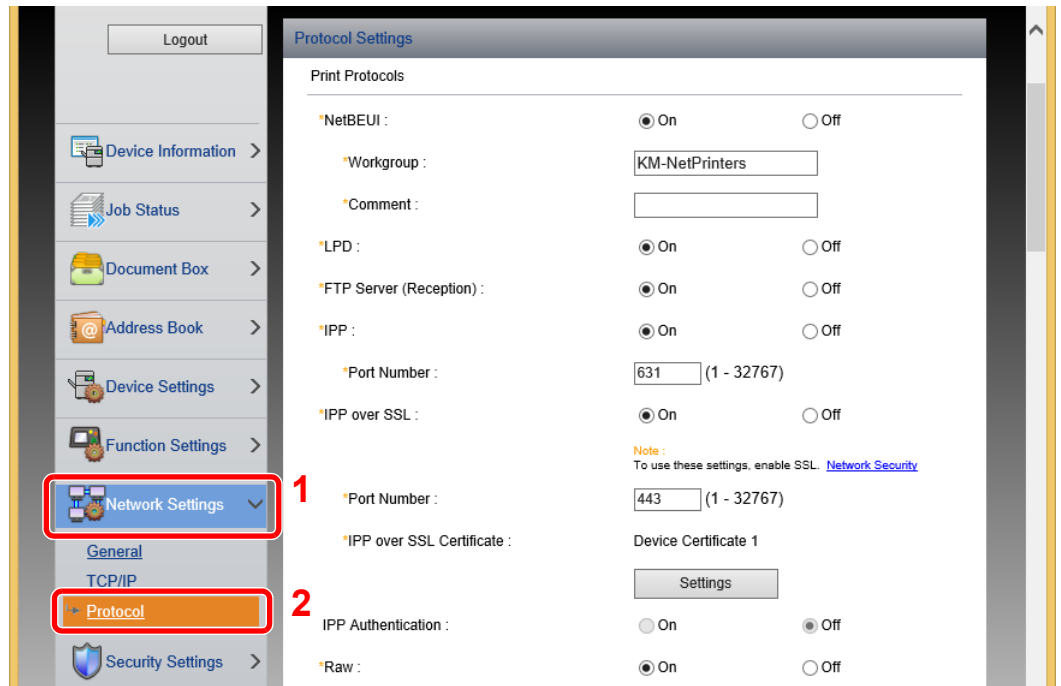 Logout
Protocol Settings
Print Protocols
*NetBEUI :
On
Off
Device Information
*Workgroup :
KM-NetPrinters
Job Status
*Comment :
*LPD :
On
Off
Document Box
*FTP Server (Reception) :
On
Off
Address Book
*IPP :
On
Off
*Port Number :
631
(1 - 32767)
Device Settings
*IPP over SSL :
On
Off
Function Settings
Note :
To use these settings, enable SSL. Network Security
Network Settings
1
*Port Number :
443
(1 - 32767)
*IPP over SSL Certificate :
Device Certificate 1
General
TCP/IP
Settings
Protocol
2
IPP Authentication :
On
Off
Security Settings
*Raw :
On
Off